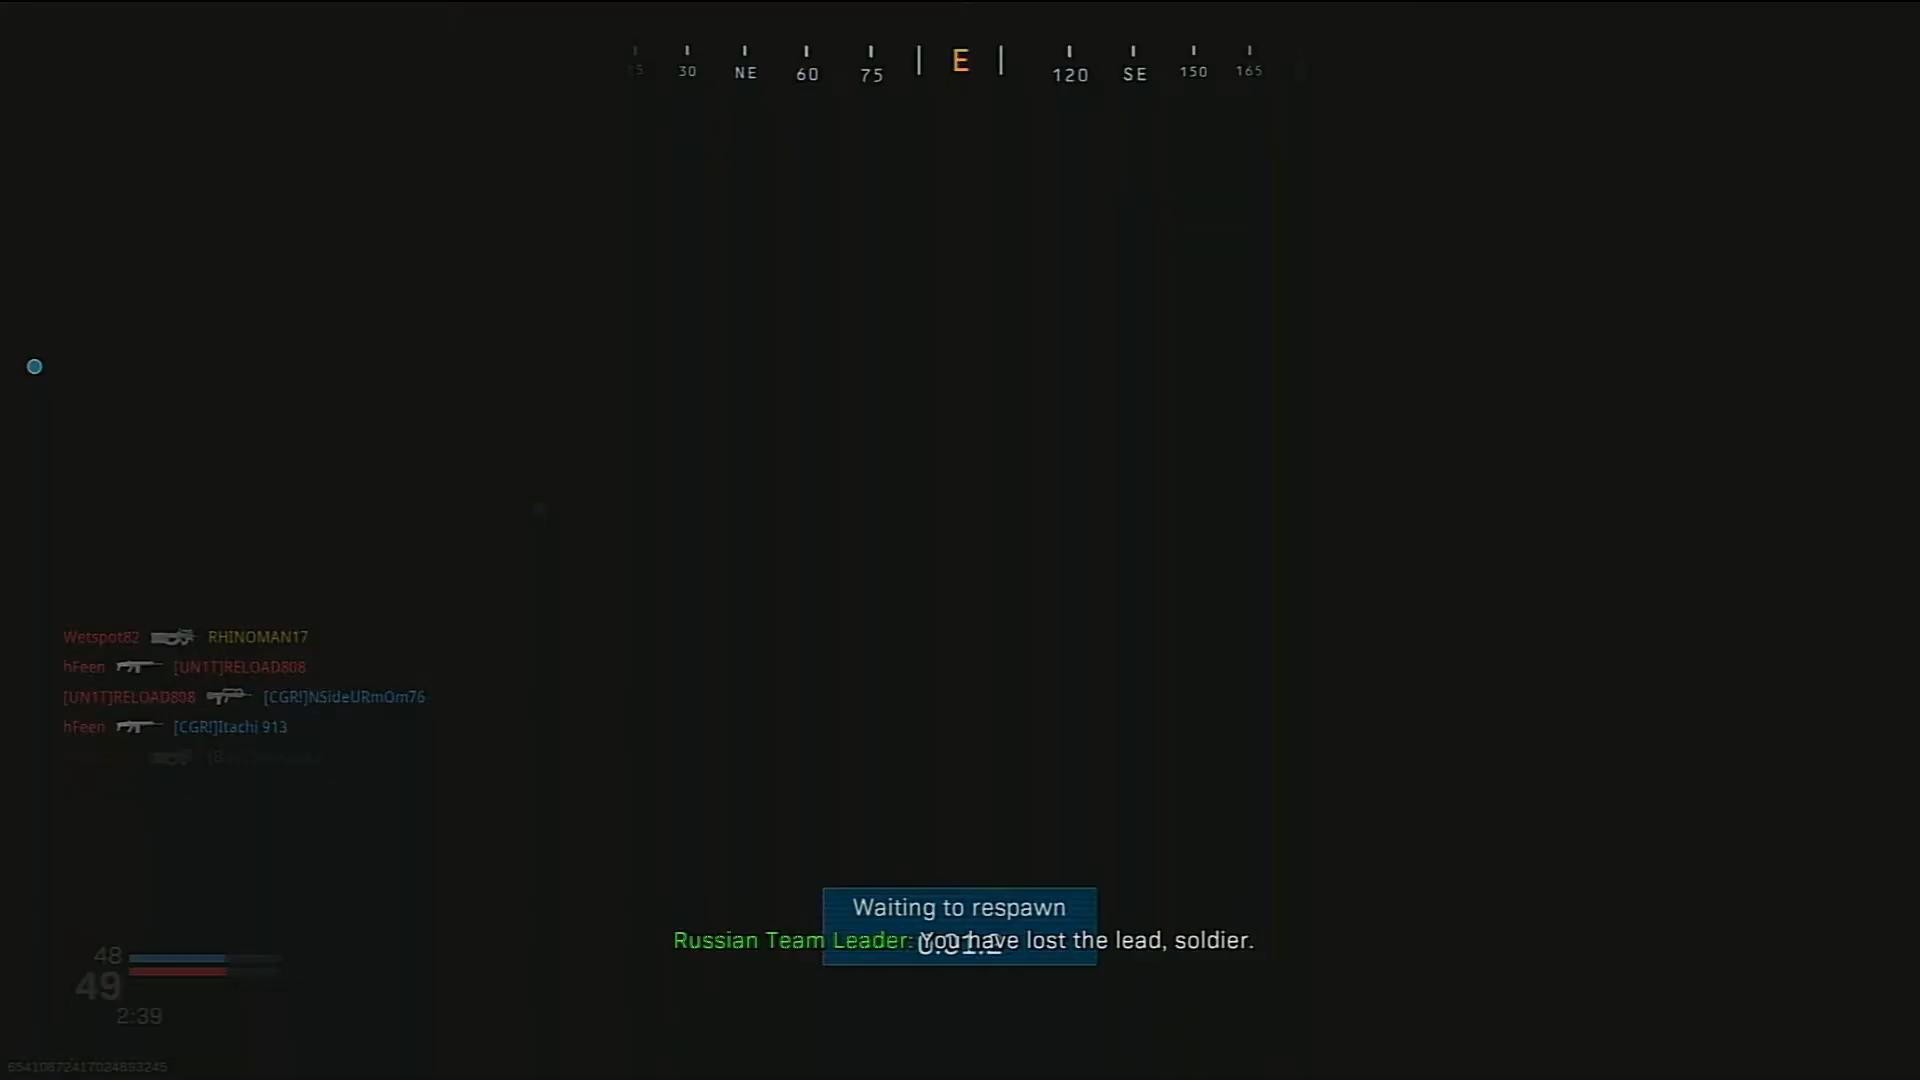 30 NE 60 75 E 120 SE 150 165
Wetspot82 RHINOMAN17
hFeen [UN1T]RELOAD808
[UN1T]RELOAD808 [CGR!]NSideURmOm76
hFeen [CGR!]Itachi 913
Waiting to respawn
Russian Team Leader: You have lost the lead, soldier.
48
49
2:39
65410872417024893245